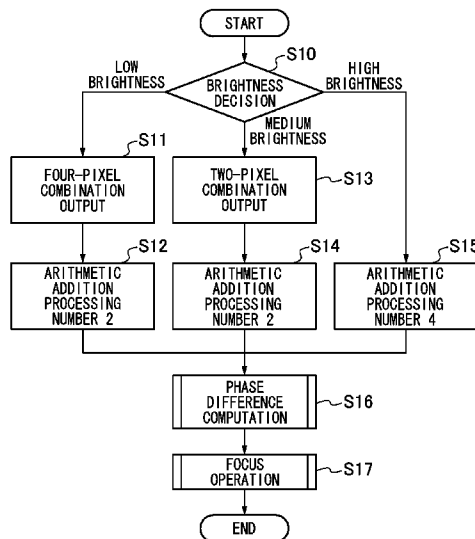 START
S10
LOW
BRIGHTNESS
BRIGHTNESS
DECISION
HIGH
BRIGHTNESS
MEDIUM
BRIGHTNESS
S11
FOUR-PIXEL
COMBINATION
OUTPUT
S13
TWO-PIXEL
COMBINATION
OUTPUT
S12
ARITHMETIC
ADDITION
PROCESSING
NUMBER 2
S14
ARITHMETIC
ADDITION
PROCESSING
NUMBER 2
S15
ARITHMETIC
ADDITION
PROCESSING
NUMBER 4
PHASE
DIFFERENCE
COMPUTATION
S16
FOCUS
OPERATION
S17
END